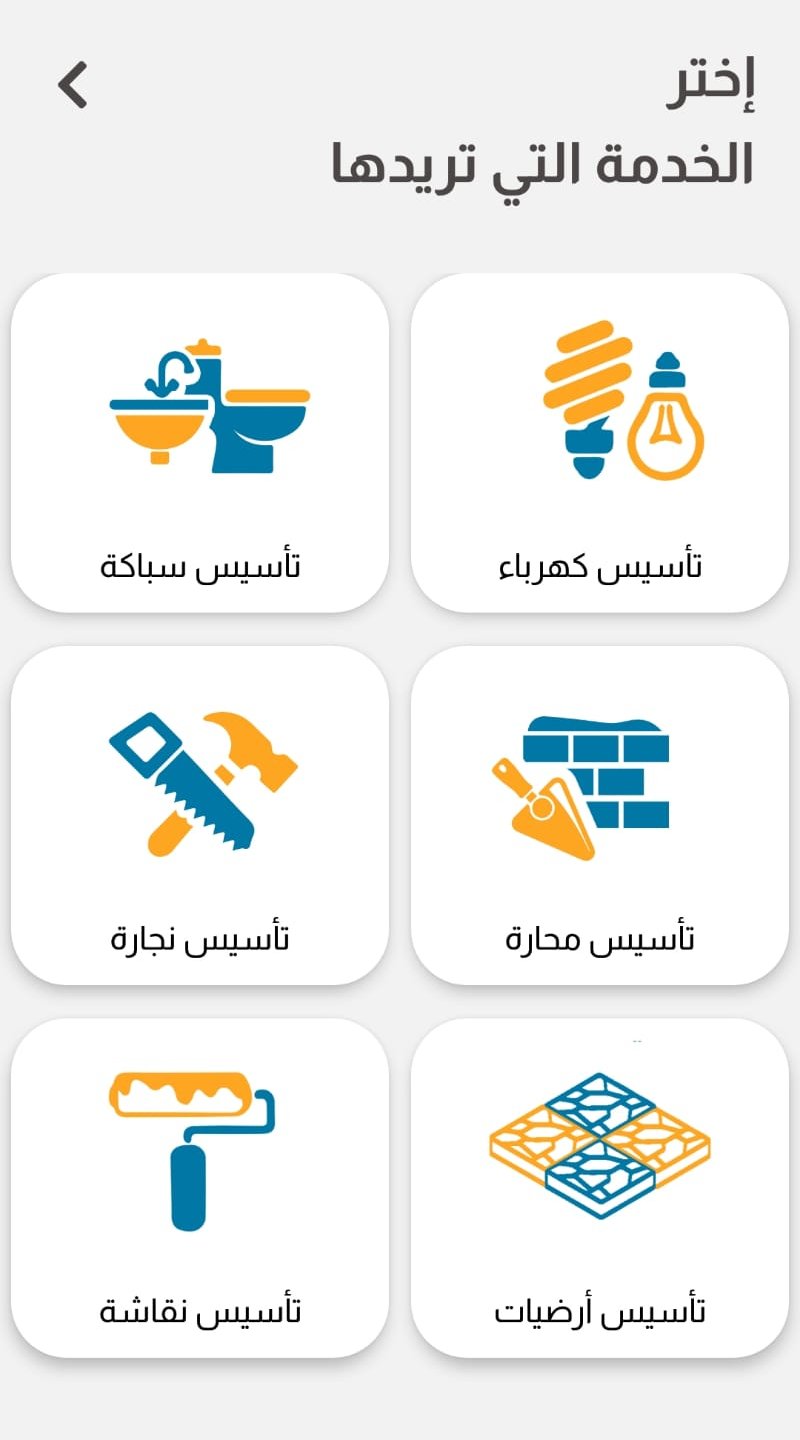 إختر
الخدمة التي تريدها
تأسيس كهرباء
تأسيس سباكة
تأسيس محارة
تأسيس نجارة
تأسيس أرضيات
تأسيس نقاشة